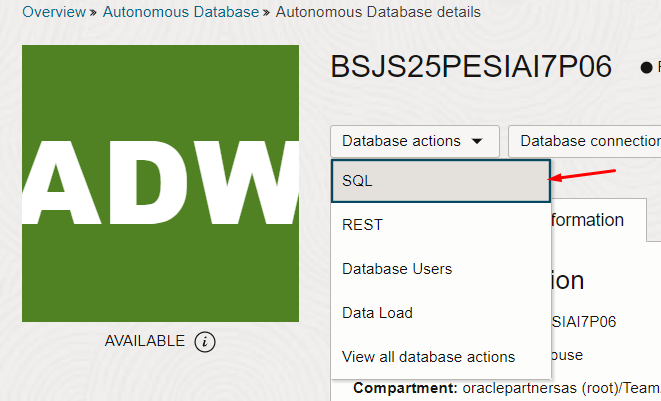 Overview » Autonomous Database » Autonomous Database details
ADW
AVAILABLE i
BSJS25PESIAI7P06
Database actions
Database connection
SQL
REST
Database Users
Data Load
View all database actions
formation
ion
SIAI7P06
ouse
Compartment: oraclepartnersas (root)/Team